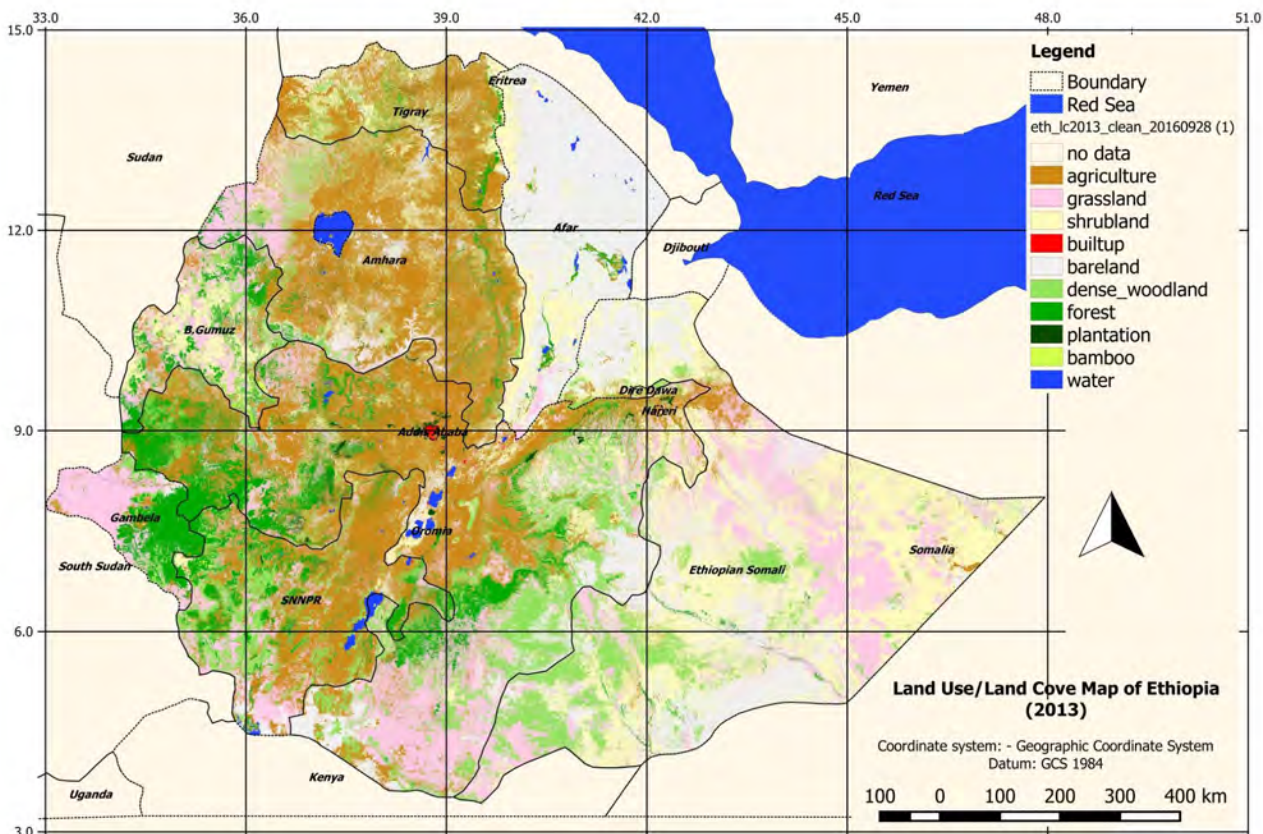 33.0 36.0 39.0 42.0 45.0 48.0 51.0
15.0
12.0
9.0
6.0
3.0
Eritrea
Tigray
Sudan
Yemen
Red Sea
Afar
Djibouti
Amhara
B.Gumuz
Dire Dawa
Hareri
Addis Ababa
Gambela
Oromia
South Sudan
Somalia
Ethiopian Somali
SNNPR
Kenya
Uganda
Legend
Boundary
Red Sea
eth_lc2013_clean_20160928 (1)
no data
agriculture
grassland
shrubland
builtup
bareland
dense_woodland
forest
plantation
bamboo
water
Land Use/Land Cove Map of Ethiopia
(2013)
Coordinate system: - Geographic Coordinate System
Datum: GCS 1984
100 0 100 200 300 400 km